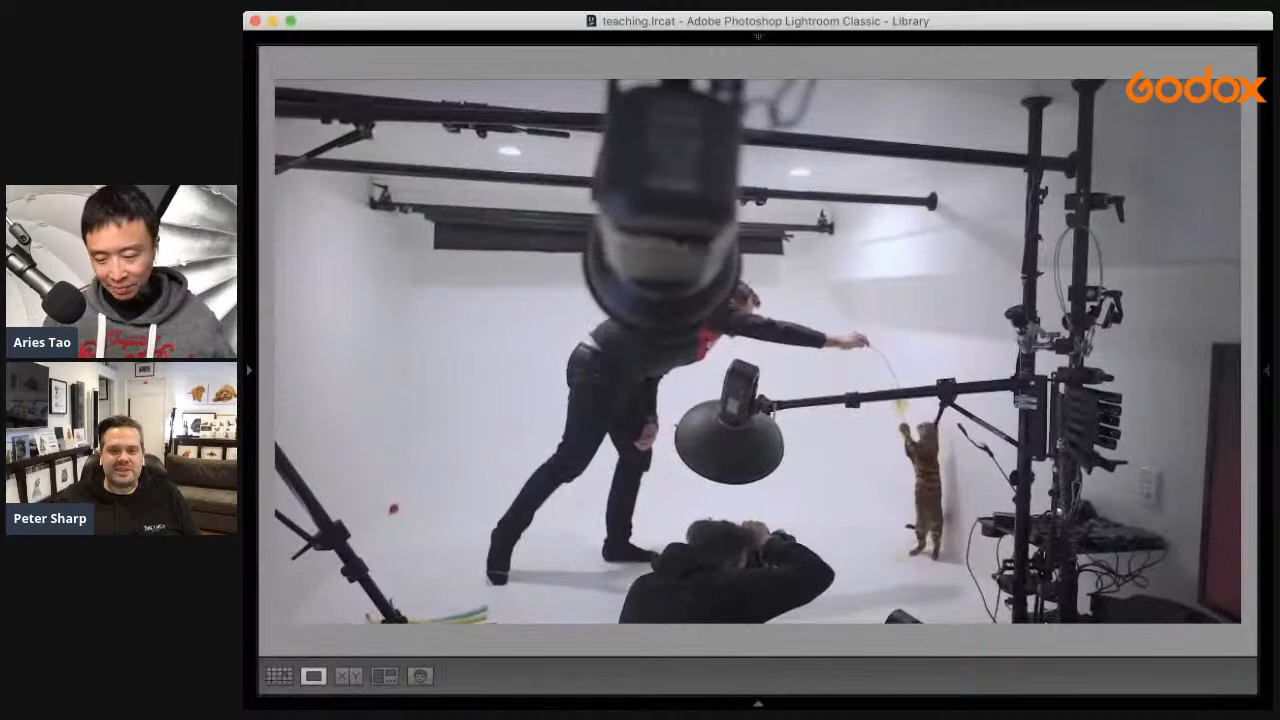 teaching.lrcat - Adobe Photoshop Lightroom Classic - Library
Godox
Aries Tao
Peter Sharp
X Y